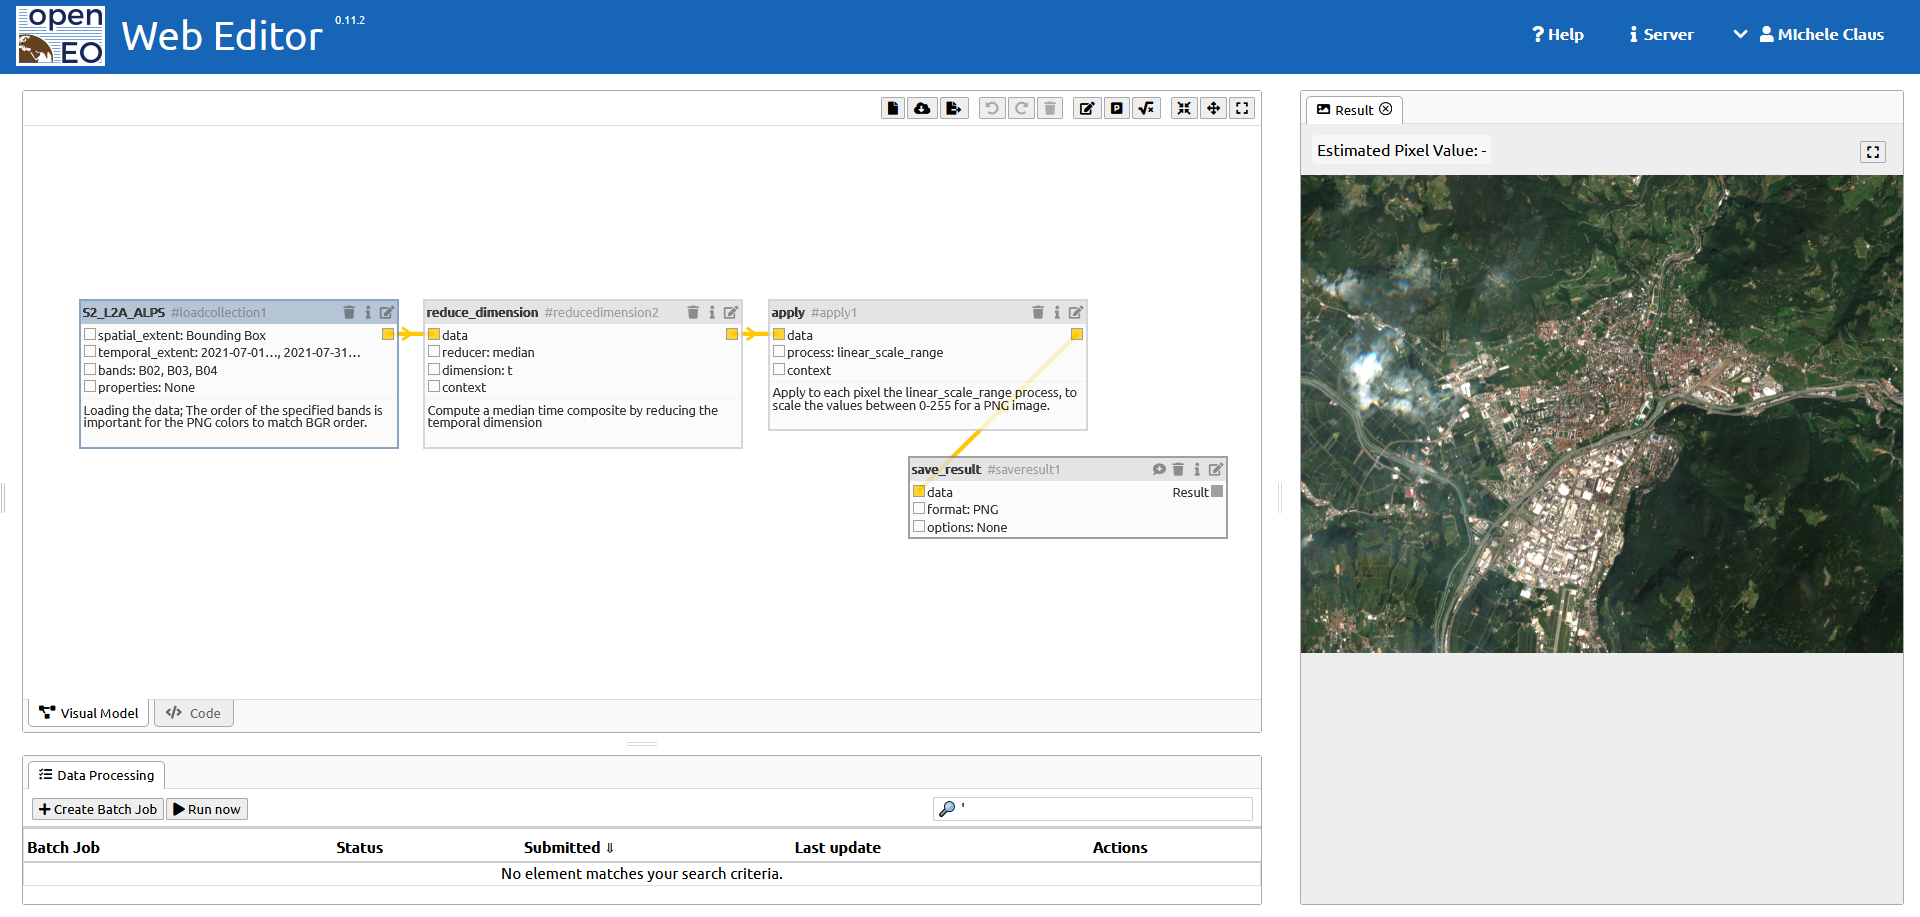 open
EO
Web Editor 0.11.2
? Help
i Server
MIchele Claus
Result
Estimated Pixel Value: -
S2_L2A_ALPS #loadcollection1
spatial_extent: Bounding Box
temporal_extent: 2021-07-01..., 2021-07-31...
bands: B02, B03, B04
properties: None
Loading the data; The order of the specified bands is
important for the PNG colors to match BGR order.
reduce_dimension #reducedimension2
data
reducer: median
dimension: t
context
Compute a median time composite by reducing the
temporal dimension
apply #apply1
data
process: linear_scale_range
context
Apply to each pixel the linear_scale_range process, to
scale the values between 0-255 for a PNG image.
save_result #saveresult1
data
Result
format: PNG
options: None
Visual Model
Code
Data Processing
Create Batch Job
Run now
'
Batch Job Status Submitted ⇓ Last update Actions
No element matches your search criteria.